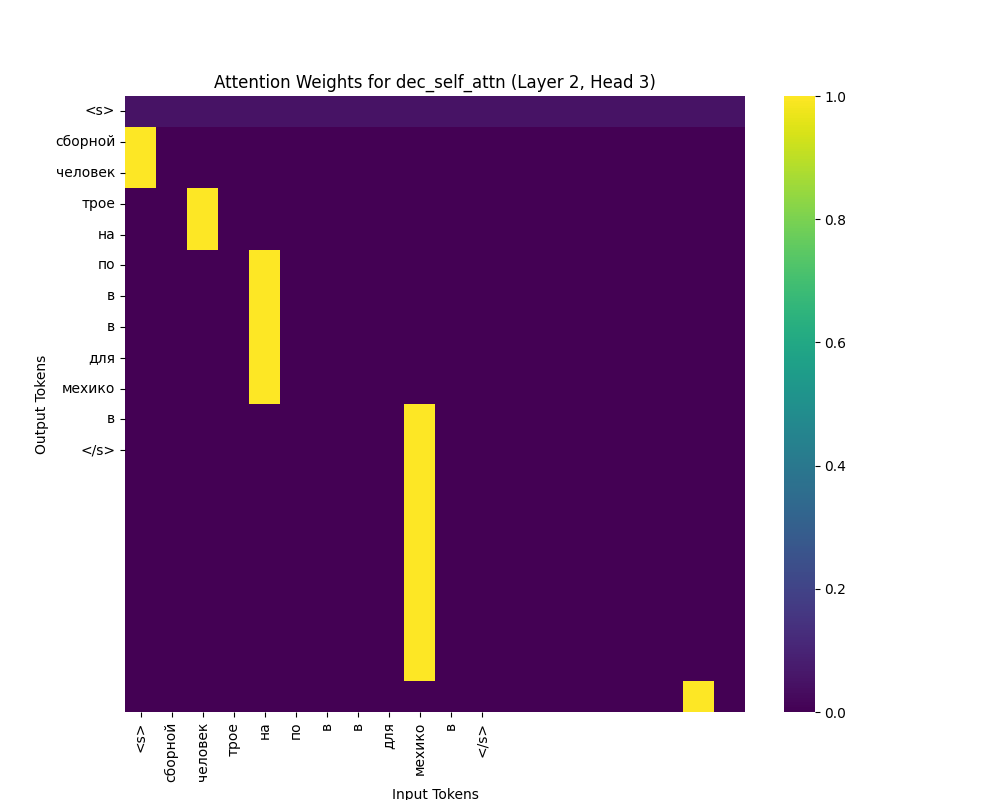 Attention Weights for dec_self_attn (Layer 2, Head 3)
Output Tokens
<s>
сборной
человек
трое
на
по
в
в
для
мехико
в
</s>
<s>
сборной
человек
трое
на
по
в
в
для
мехико
в
</s>
Input Tokens
1.0
0.8
0.6
0.4
0.2
0.0